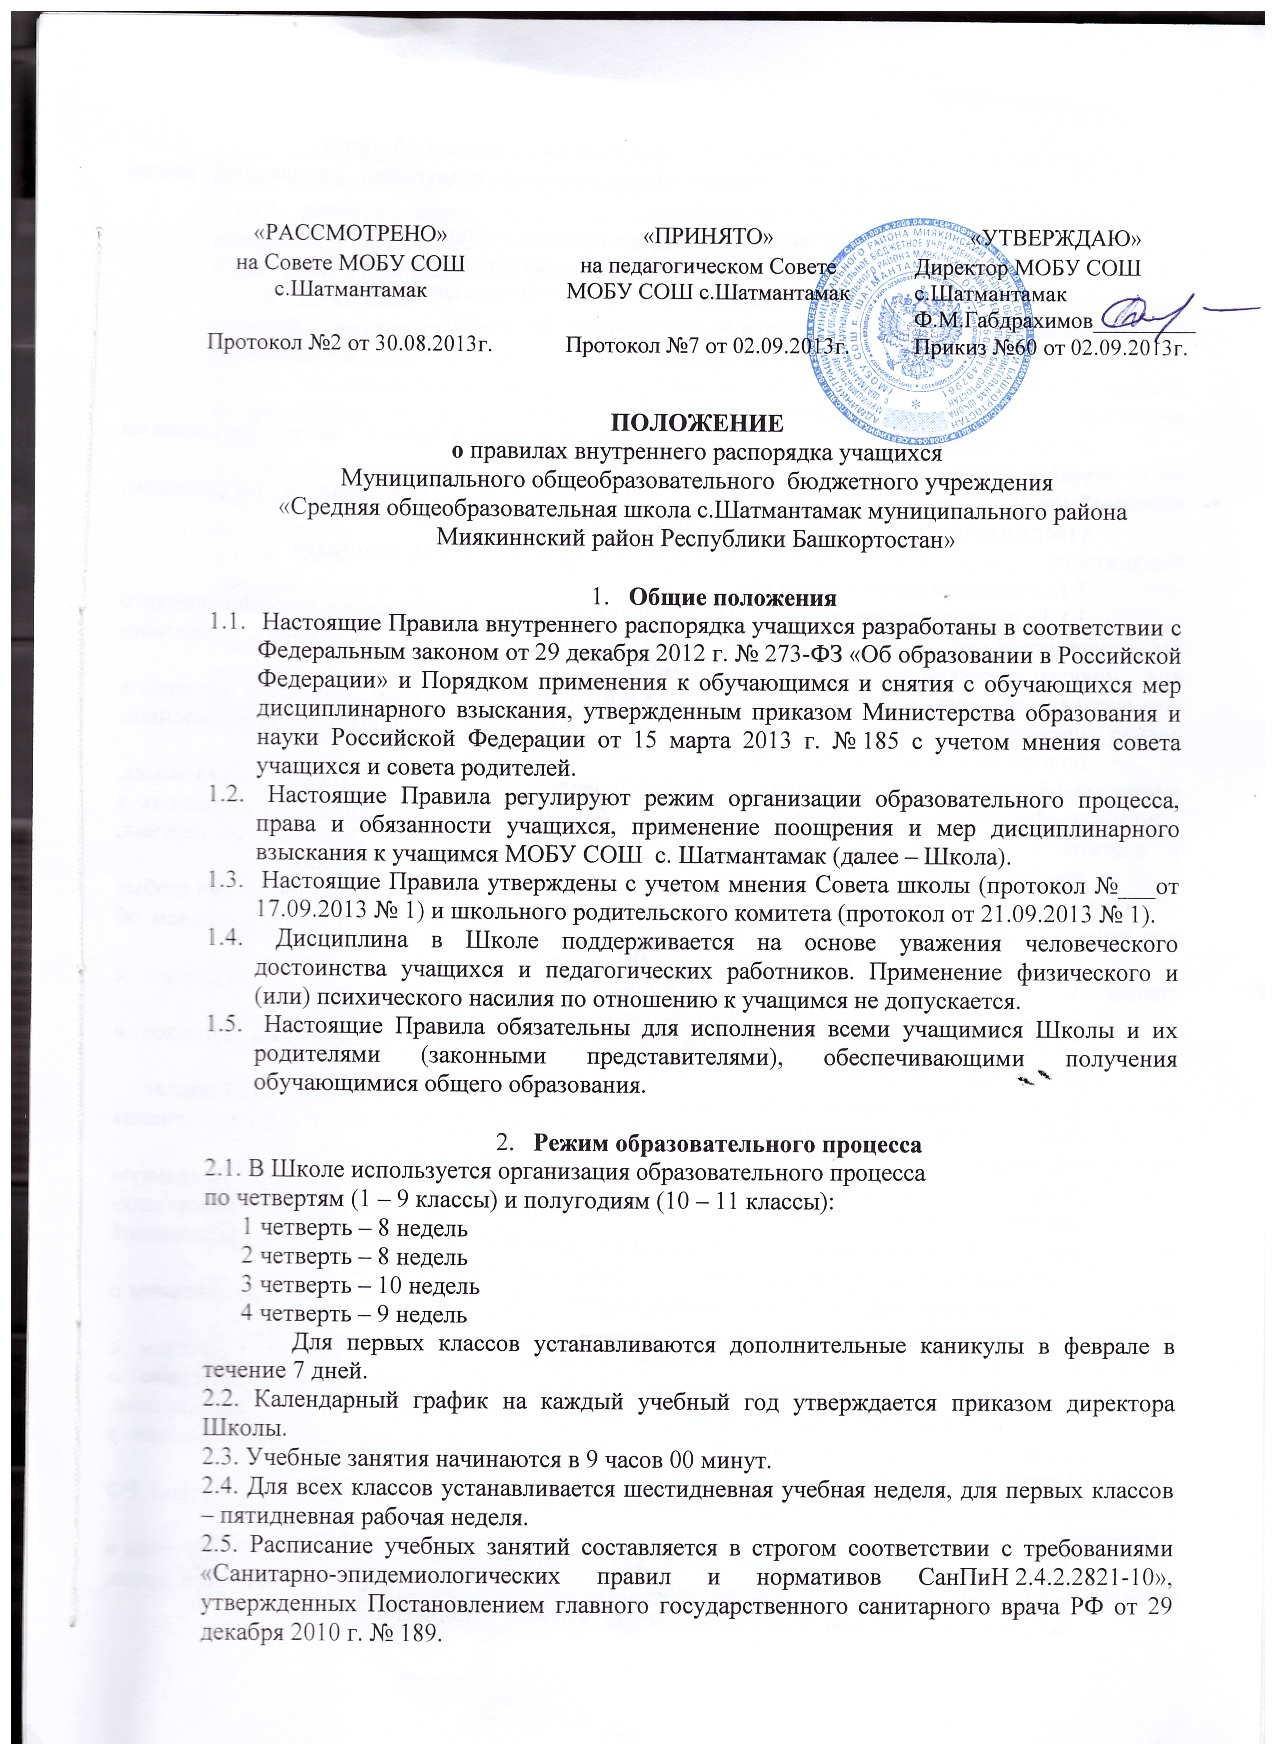 «РАССМОТРЕНО»
на Совете МОБУ СОШ
с.Шатмантамак
Протокол №2 от 30.08.2013г.
«ПРИНЯТО»
на педагогическом Совете
МОБУ СОШ с.Шатмантамак
Протокол №7 от 02.09.2013г.
«УТВЕРЖДАЮ»
Директор МОБУ СОШ
с.Шатмантамак
Ф.М.Габдрахимов_________
Прикиз №60 от 02.09.2013г.
ПОЛОЖЕНИЕ
о правилах внутреннего распорядка учащихся
Муниципального общеобразовательного бюджетного учреждения
«Средняя общеобразовательная школа с.Шатмантамак муниципального района
Миякиннский район Республики Башкортостан»
1. Общие положения
1.1. Настоящие Правила внутреннего распорядка учащихся разработаны в соответствии с
Федеральным законом от 29 декабря 2012 г. № 273-ФЗ «Об образовании в Российской
Федерации» и Порядком применения к обучающимся и снятия с обучающихся мер
дисциплинарного взыскания, утвержденным приказом Министерства образования и
науки Российской Федерации от 15 марта 2013 г. № 185 с учетом мнения совета
учащихся и совета родителей.
1.2. Настоящие Правила регулируют режим организации образовательного процесса,
права и обязанности учащихся, применение поощрения и мер дисциплинарного
взыскания к учащимся МОБУ СОШ с. Шатмантамак (далее – Школа).
1.3. Настоящие Правила утверждены с учетом мнения Совета школы (протокол №___от
17.09.2013 № 1) и школьного родительского комитета (протокол от 21.09.2013 № 1).
1.4. Дисциплина в Школе поддерживается на основе уважения человеческого
достоинства учащихся и педагогических работников. Применение физического и
(или) психического насилия по отношению к учащимся не допускается.
1.5. Настоящие Правила обязательны для исполнения всеми учащимися Школы и их
родителями (законными представителями), обеспечивающими получения
обучающимися общего образования.
2. Режим образовательного процесса
2.1. В Школе используется организация образовательного процесса
по четвертям (1 – 9 классы) и полугодиям (10 – 11 классы):
1 четверть – 8 недель
2 четверть – 8 недель
3 четверть – 10 недель
4 четверть – 9 недель
Для первых классов устанавливаются дополнительные каникулы в феврале в
течение 7 дней.
2.2. Календарный график на каждый учебный год утверждается приказом директора
Школы.
2.3. Учебные занятия начинаются в 9 часов 00 минут.
2.4. Для всех классов устанавливается шестидневная учебная неделя, для первых классов
– пятидневная рабочая неделя.
2.5. Расписание учебных занятий составляется в строгом соответствии с требованиями
«Санитарно-эпидемиологических правил и нормативов СанПиН 2.4.2.2821-10»,
утвержденных Постановлением главного государственного санитарного врача РФ от 29
декабря 2010 г. № 189.